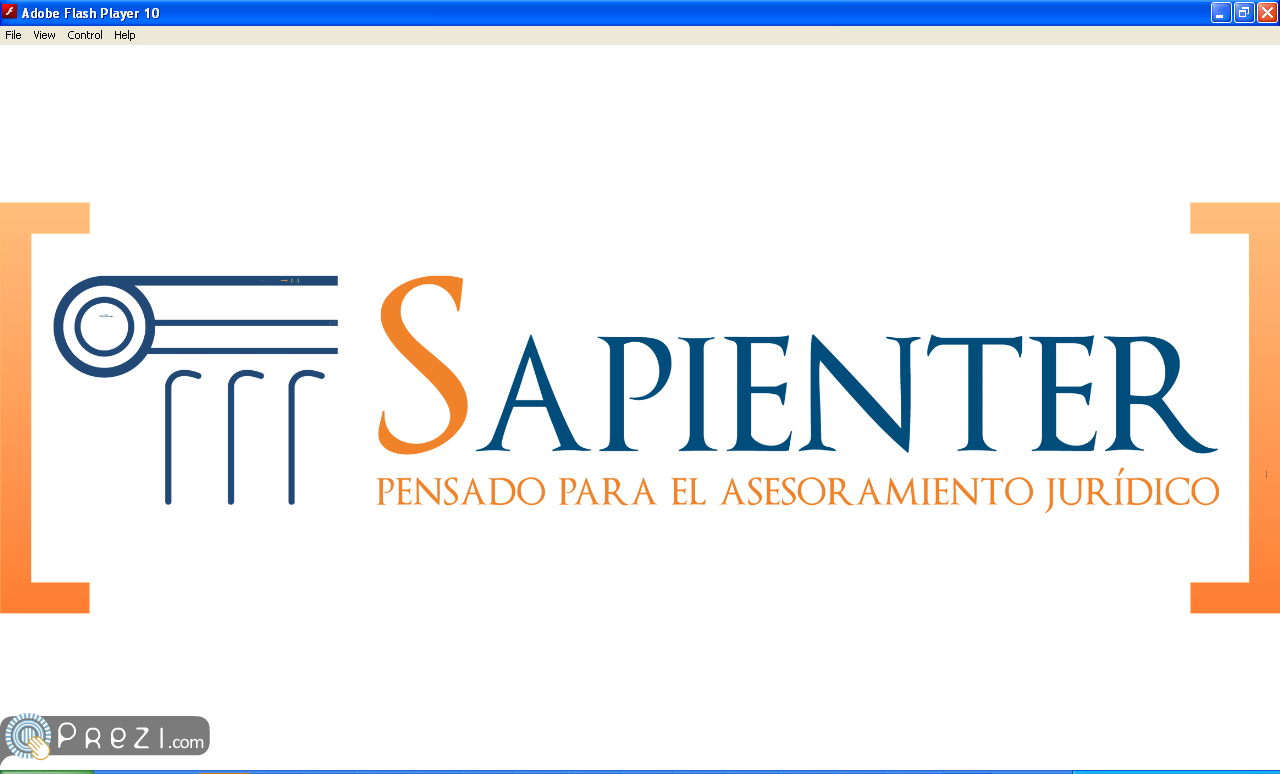 Adobe Flash Player 10
File View Control Help
SAPIENTER
PENSADO PARA EL ASESORAMIENTO JURÍDICO
PREZI.com